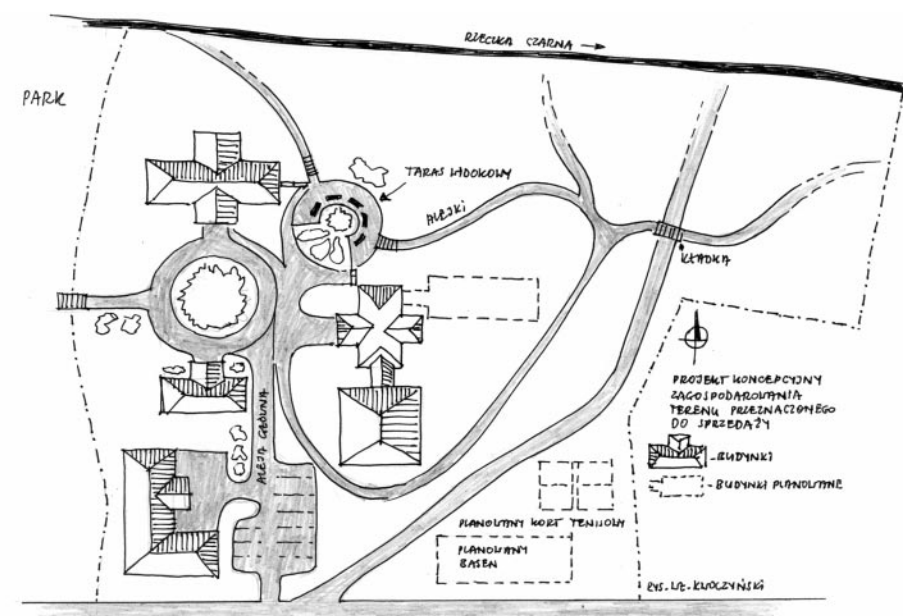 RZECZKA CZARNA
PARK
TARAS WIDOKOWY
ALEJKI
KŁADKA
ALEJA GŁÓWNA
PROJEKT KONCEPCYJNY
ZAGOSPODAROWANIA
TERENU PRZEZNACZONEGO
DO SPRZEDAŻY
-BUDYNKI
-BUDYNKI PLANOWANE
PLANOWANY KORT TENISOWY
PLANOWANY
BASEN
RYS. WŁ. KWOCZYŃSKI